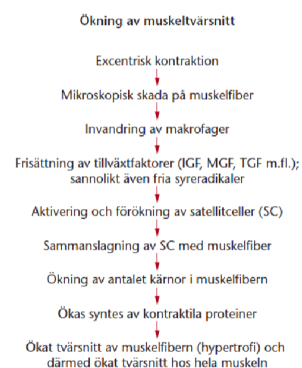 Ökning av muskeltvärsnitt
Excentrisk kontraktion
Mikroskopisk skada på muskelfiber
Invandring av makrofager
Frisättning av tillväxtfaktorer (IGF, MGF, TGF m.fl.);
sannolikt även fria syreradikaler
Aktivering och förökning av satellitceller (SC)
Sammanslagning av SC med muskelfiber
Ökning av antalet kärnor i muskelfibern
Ökas syntes av kontraktila proteiner
Ökat tvärsnitt av muskelfibern (hypertrofi) och
därmed ökat tvärsnitt hos hela muskeln